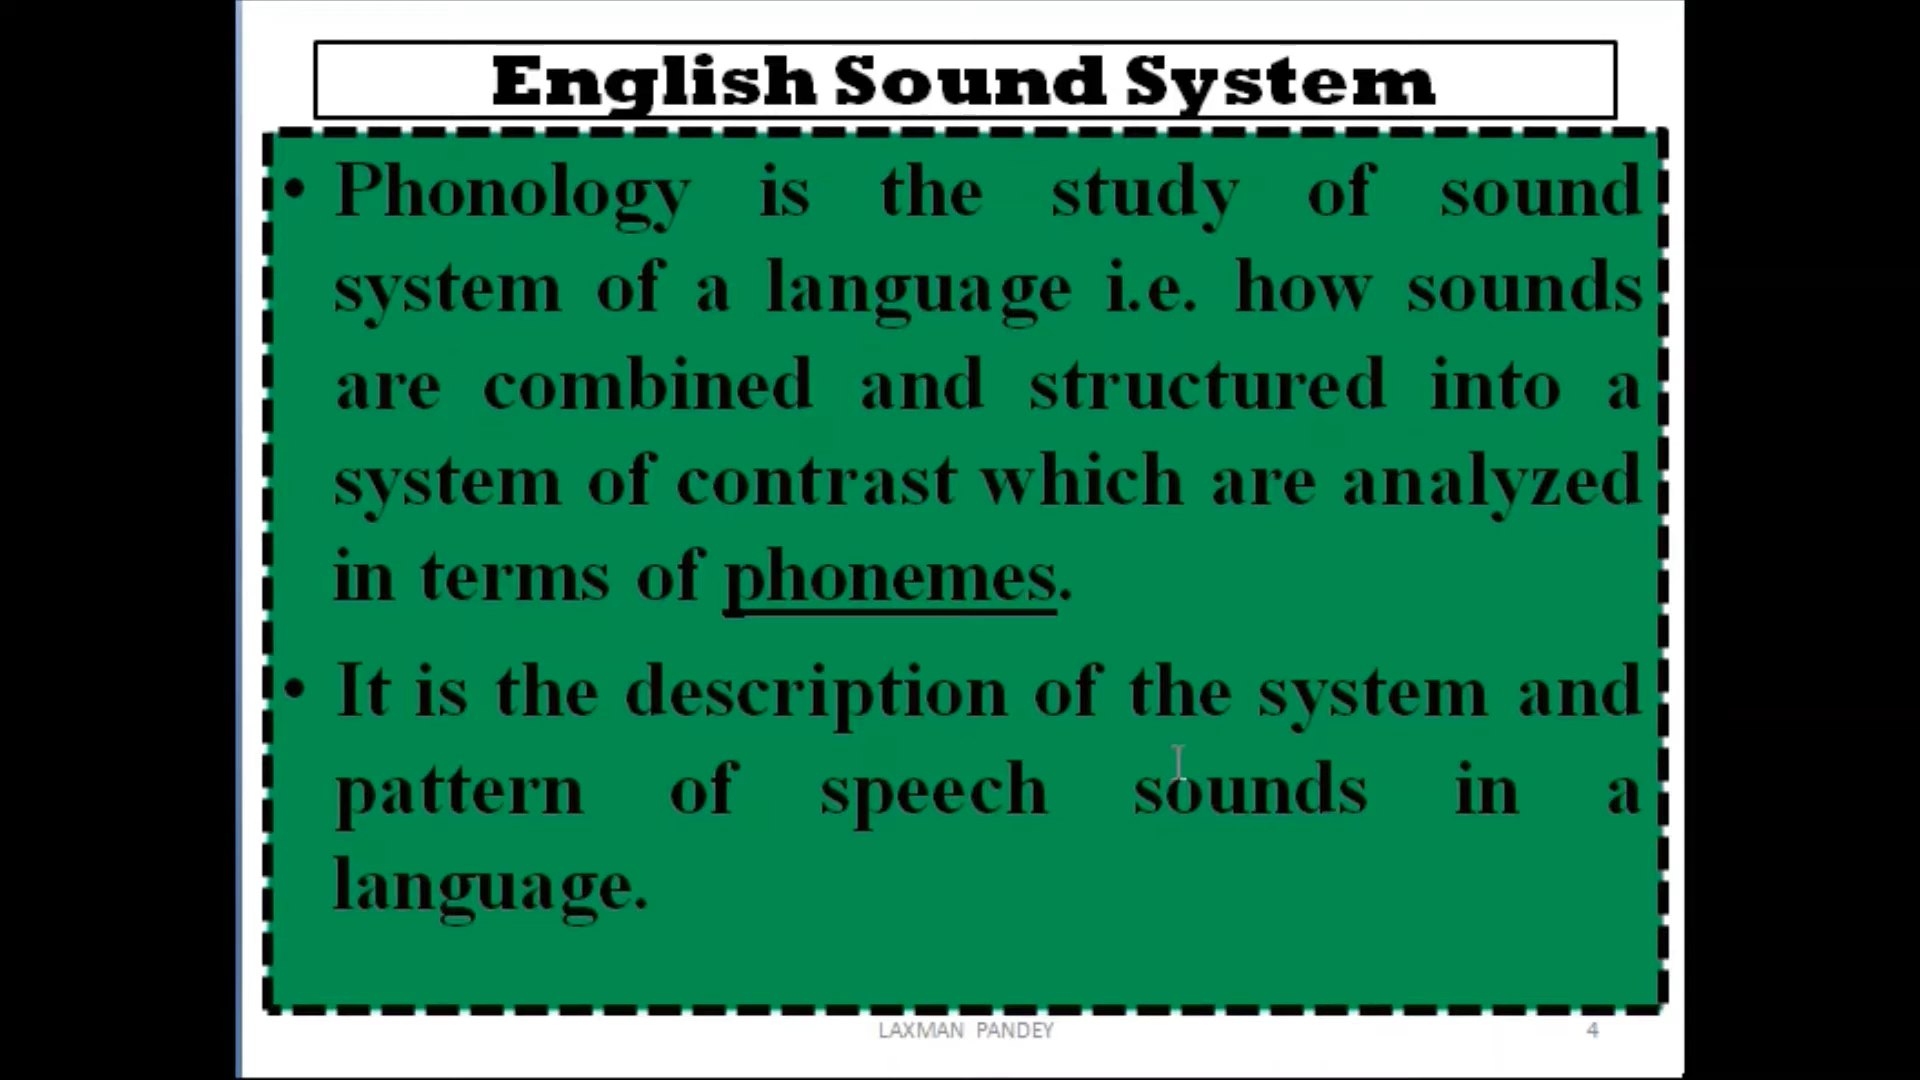 English Sound System
• Phonology is the study of sound
system of a language i.e. how sounds
are combined and structured into a
system of contrast which are analyzed
in terms of phonemes.
• It is the description of the system and
pattern of speech sounds in a
language.
LAXMAN PANDEY
4